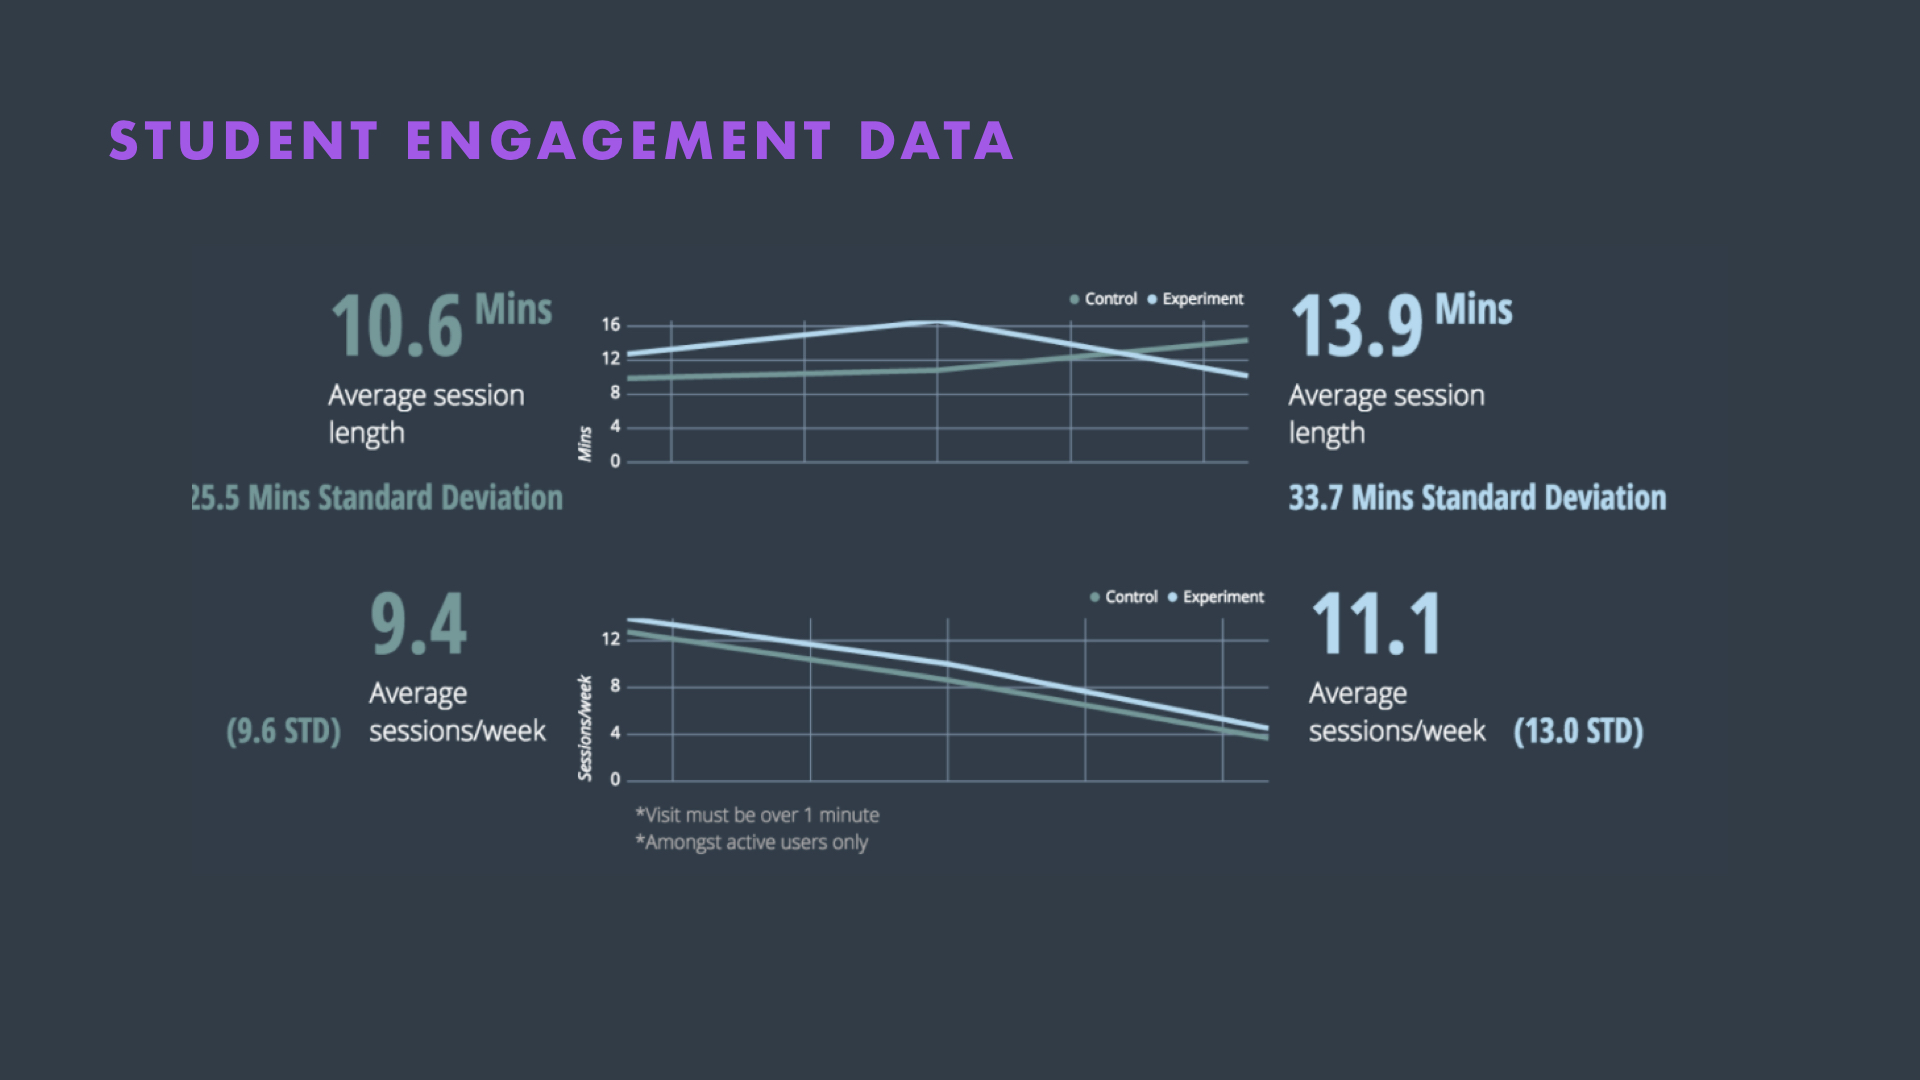 STUDENT ENGAGEMENT DATA
10.6 Mins
Average session
length
25.5 Mins Standard Deviation
Control Experiment
16
12
8
4
0
Mins
13.9 Mins
Average session
length
33.7 Mins Standard Deviation
9.4
Average
(9.6 STD) sessions/week
Control Experiment
12
8
4
0
Sessions/week
*Visit must be over 1 minute
*Amongst active users only
11.1
Average
sessions/week (13.0 STD)